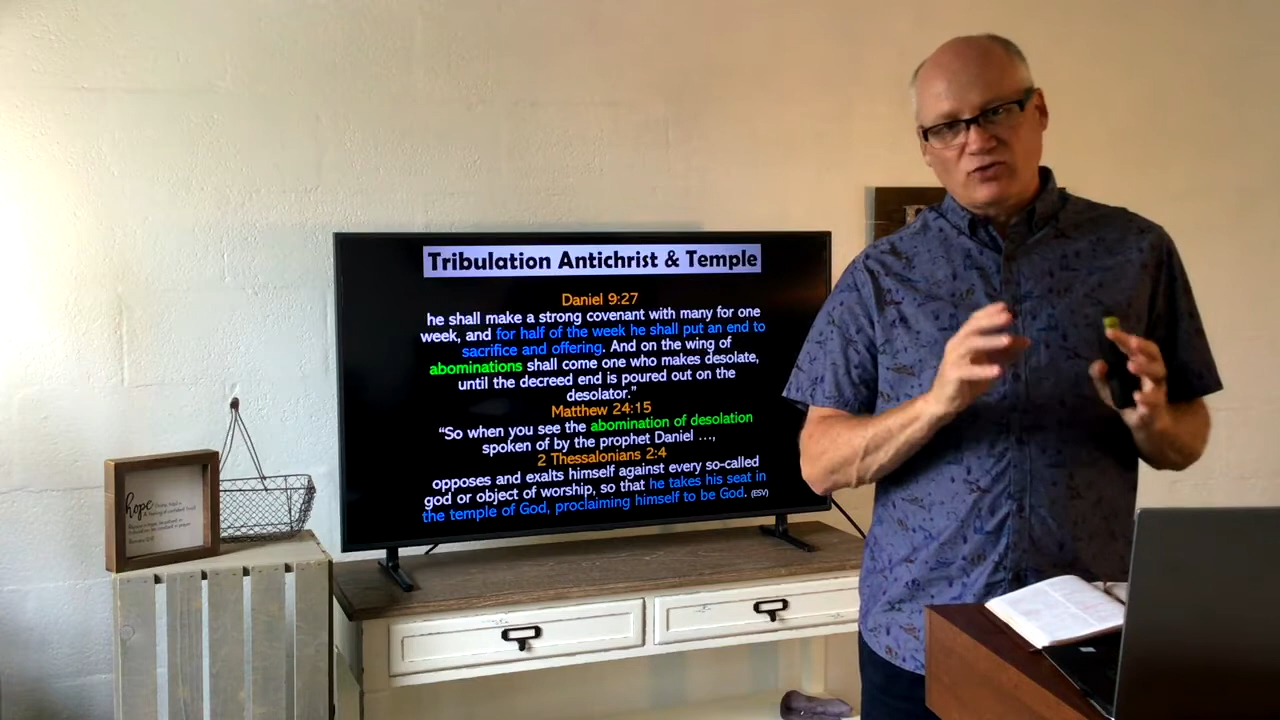 Tribulation Antichrist & Temple
Daniel 9:27
he shall make a strong covenant with many for one
week, and for half of the week he shall put an end to
sacrifice and offering. And on the wing of
abominations shall come one who makes desolate,
until the decreed end is poured out on the
desolator.”
Matthew 24:15
“So when you see the abomination of desolation
spoken of by the prophet Daniel …,
2 Thessalonians 2:4
opposes and exalts himself against every so-called
god or object of worship, so that he takes his seat in
the temple of God, proclaiming himself to be God. (ESV)
hope